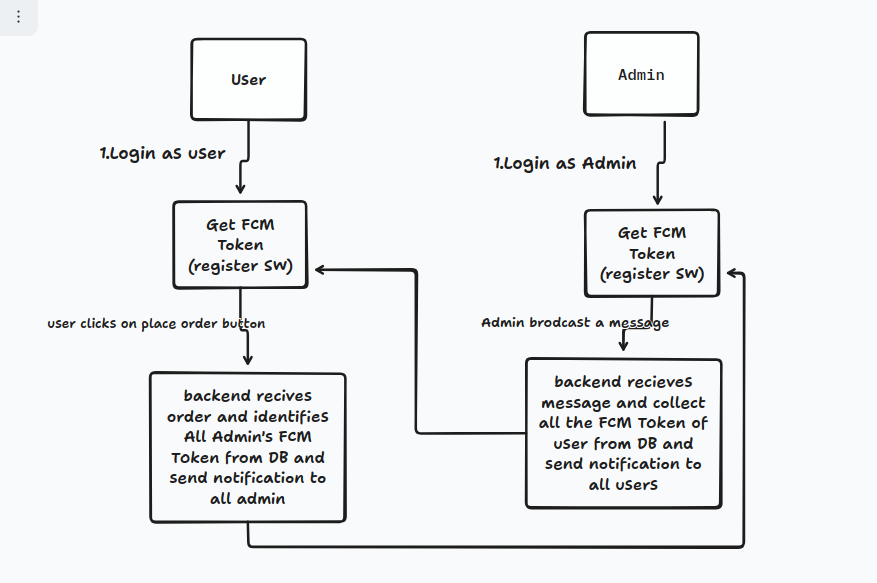 User
Admin
1.Login as user
1.Login as Admin
Get FCM
Token
(register SW)
Get FCM
Token
(register SW)
user clicks on place order button
Admin brodcast a message
backend recives
order and identifies
All Admin's FCM
Token from DB and
send notification to
all admin
backend recieves
message and collect
all the FCM Token of
user from DB and
send notification to
all users